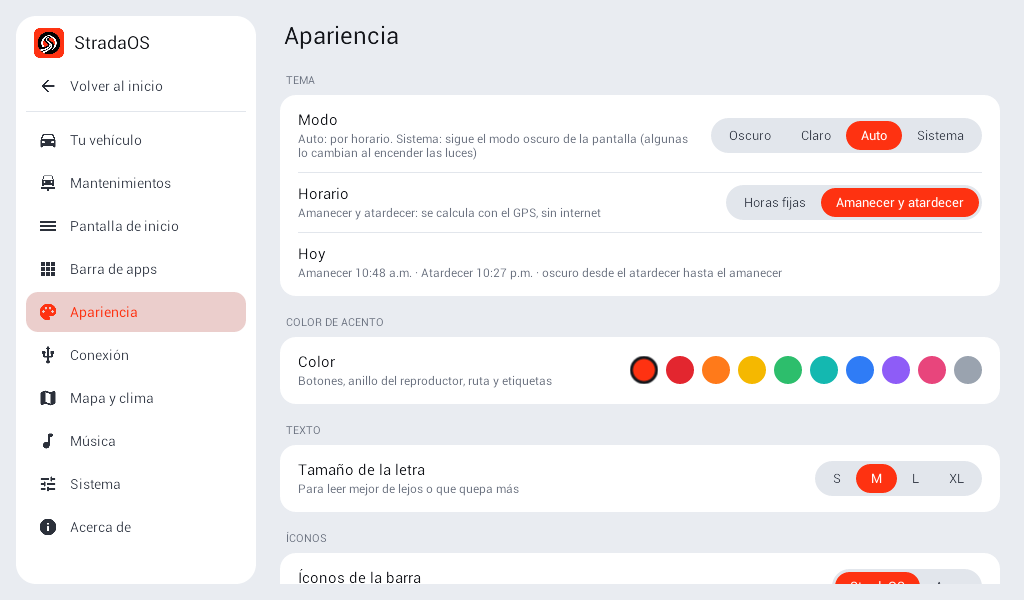 StradaOS
Volver al inicio
Tu vehículo
Mantenimientos
Pantalla de inicio
Barra de apps
Apariencia
Conexión
Mapa y clima
Música
Sistema
Acerca de
Apariencia
TEMA
Modo
Auto: por horario. Sistema: sigue el modo oscuro de la pantalla (algunas
lo cambian al encender las luces)
Oscuro Claro Auto Sistema
Horario
Amanecer y atardecer: se calcula con el GPS, sin internet
Horas fijas Amanecer y atardecer
Hoy
Amanecer 10:48 a.m. · Atardecer 10:27 p.m. · oscuro desde el atardecer hasta el amanecer
COLOR DE ACENTO
Color
Botones, anillo del reproductor, ruta y etiquetas
TEXTO
Tamaño de la letra
Para leer mejor de lejos o que quepa más
S M L XL
ÍCONOS
Íconos de la barra
StradaOS